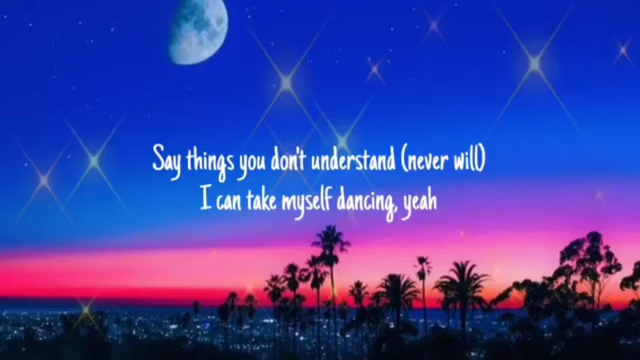 Say things you don't understand (never will)
I can take myself dancing, yeah